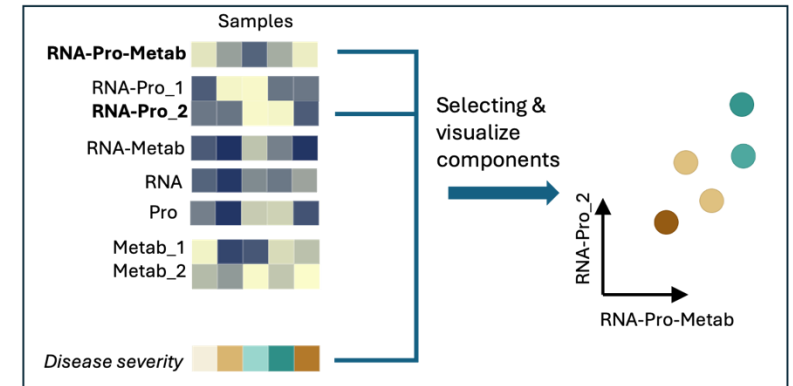 Samples
RNA-Pro-Metab
RNA-Pro_1
RNA-Pro_2
RNA-Metab
RNA
Pro
Metab_1
Metab_2
Disease severity
Selecting &
visualize
components
RNA-Pro_2
RNA-Pro-Metab